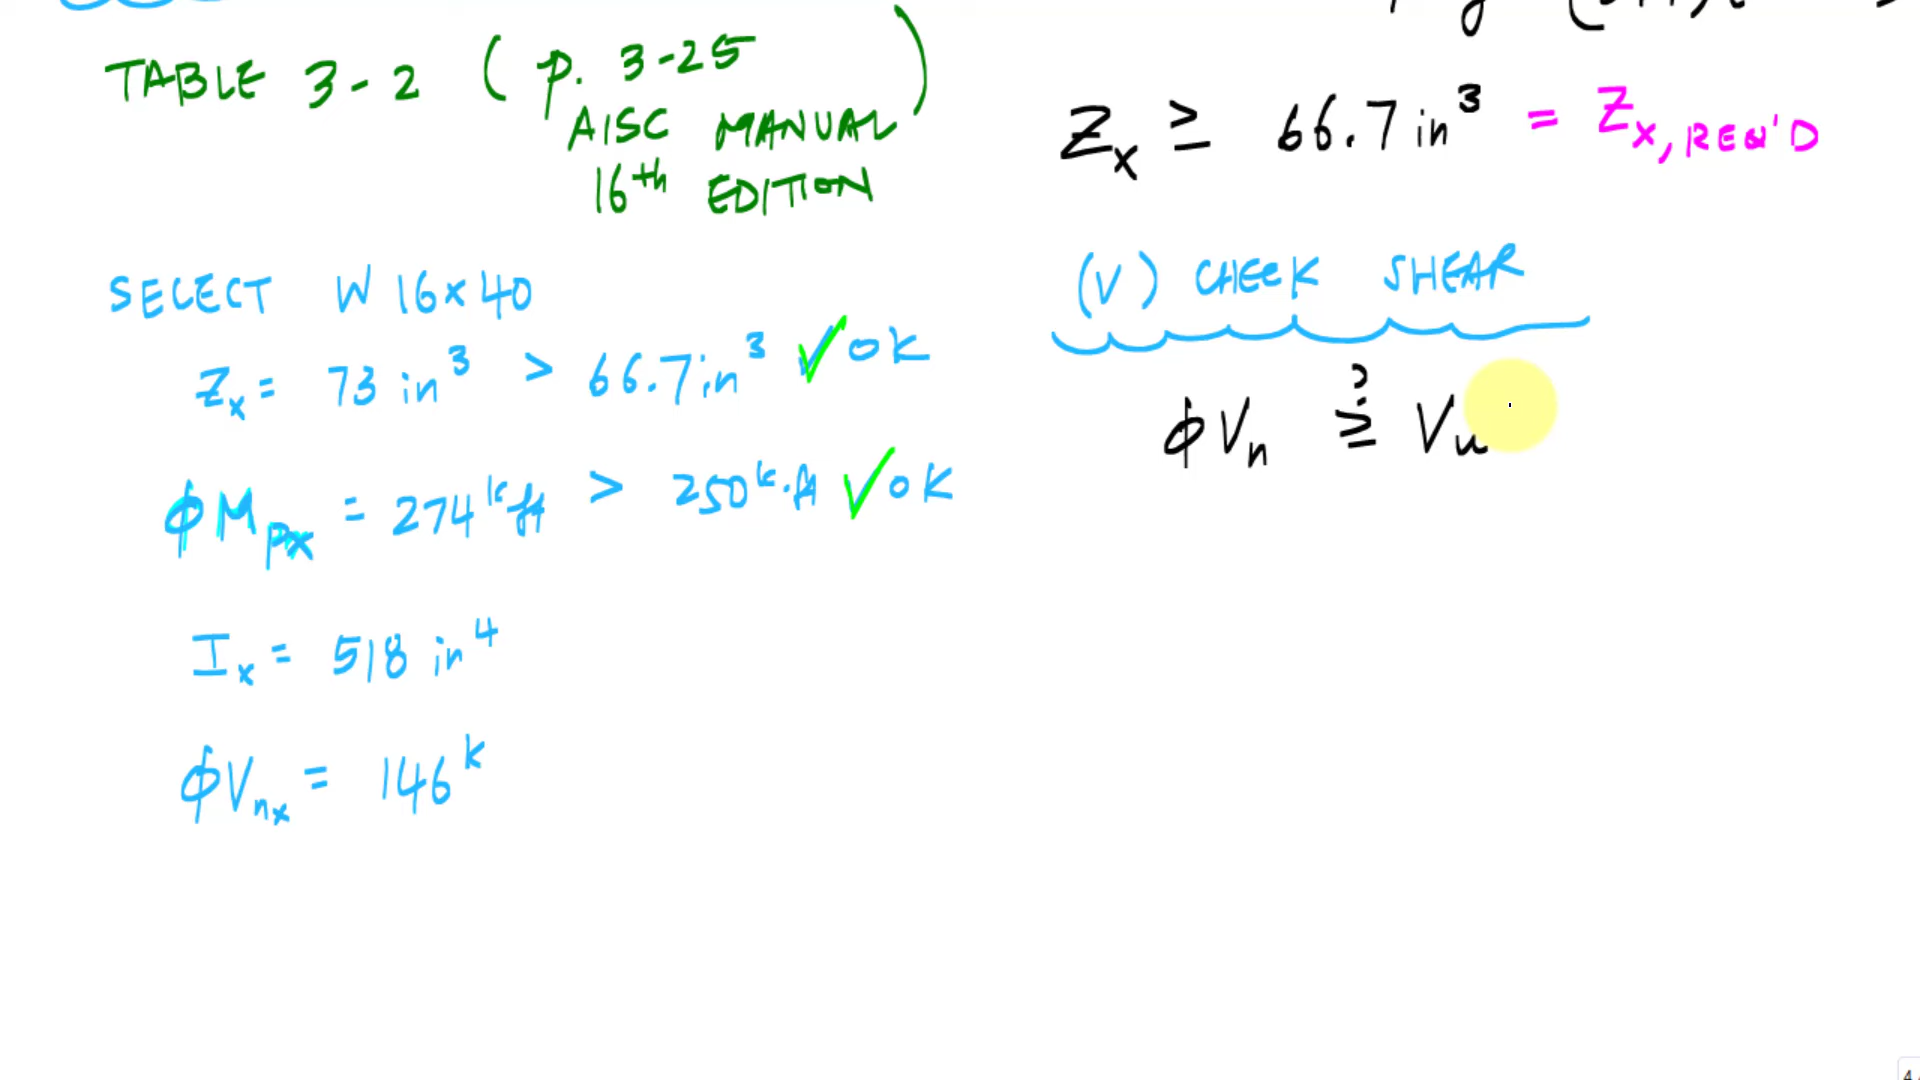 TABLE 3-2 (p. 3-25
AISC MANUAL)
16th EDITION
SELECT W16x40
Zx = 73 in³ > 66.7 in³ ✓OK
ϕMpx = 274 k ft > 250 k·ft ✓OK
Ix = 518 in⁴
ϕVnx = 146 k
Zx ≥ 66.7 in³ = Zx, REQ'D
(V) CHECK SHEAR
ϕVn ≥? Vu